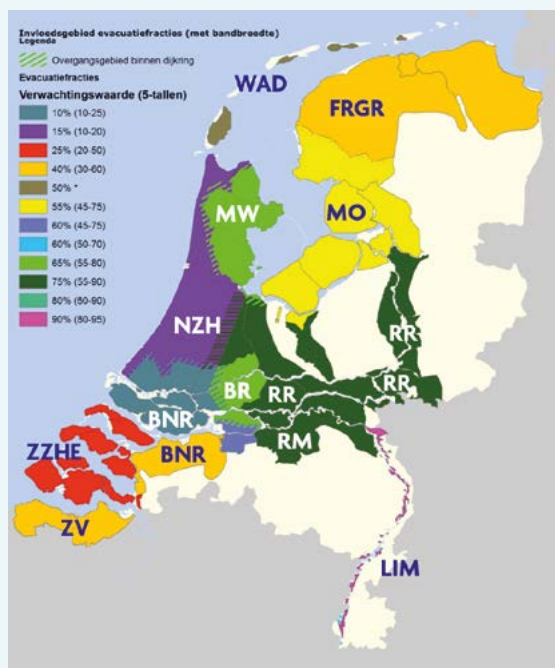 Invloedsgebied evacuatiefracties (met bandbreedte)
Legenda
Overgangsgebied binnen dijkring
Evacuatiefracties
Verwachtingswaarde (5-tallen)
10% (10-25)
15% (10-20)
25% (20-50)
40% (30-60)
50% *
55% (45-75)
60% (45-75)
60% (50-70)
65% (55-80)
75% (55-90)
80% (60-90)
90% (80-95)
WAD
FRGR
MW
MO
NZH
RR
BR
RR
RR
BNR
RM
ZZHE
BNR
ZV
LIM